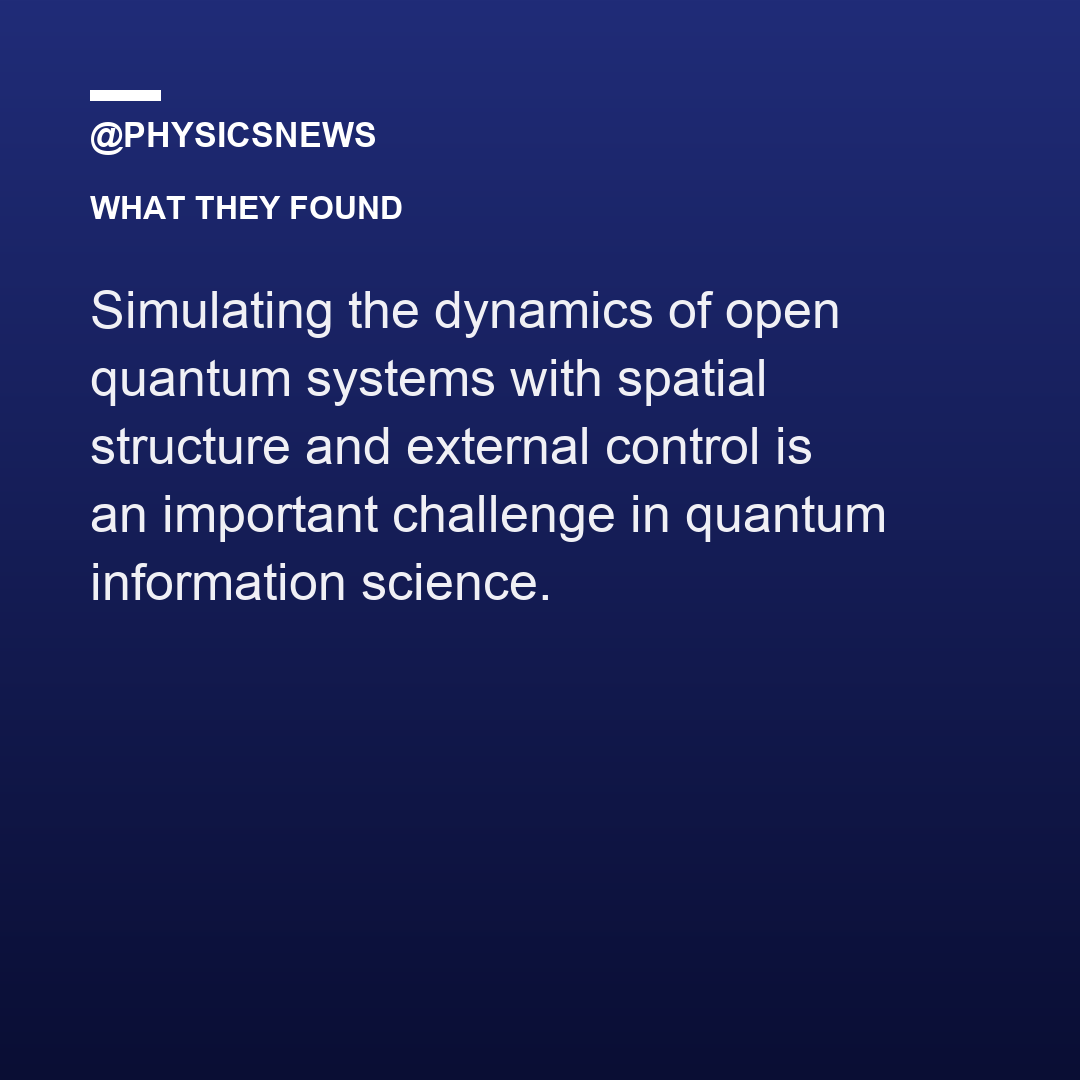 @PHYSICSNEWS
WHAT THEY FOUND
Simulating the dynamics of open
quantum systems with spatial
structure and external control is
an important challenge in quantum
information science.